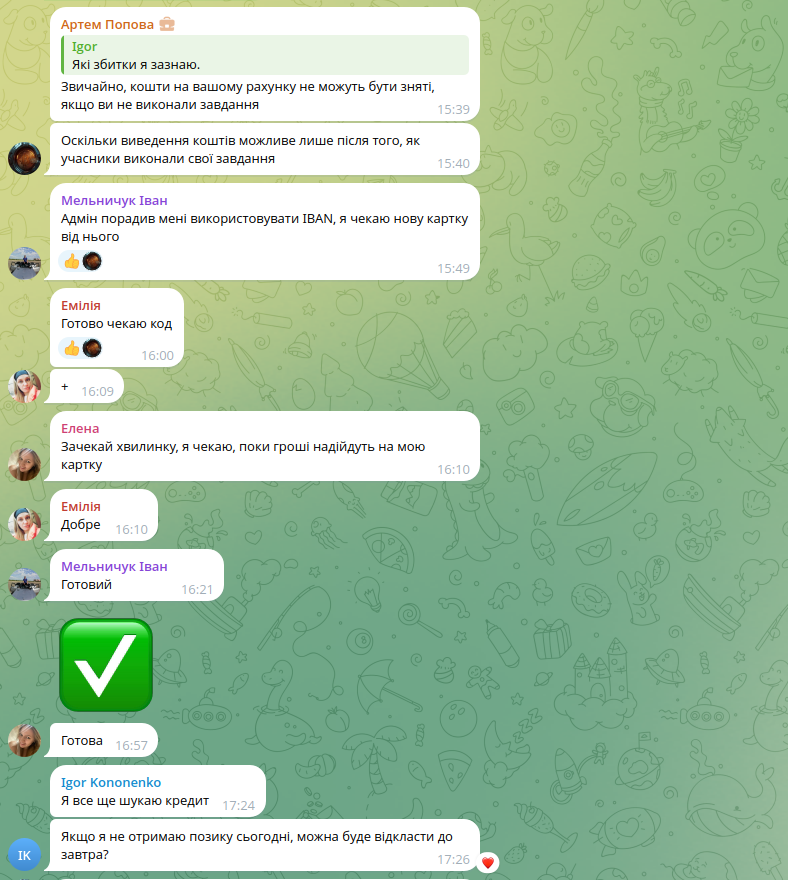 Артем Попова
Igor
Які збитки я зазнаю.
Звичайно, кошти на вашому рахунку не можуть бути зняті,
якщо ви не виконали завдання
15:39
Оскільки виведення коштів можливе лише після того, як
учасники виконали свої завдання
15:40
Мельничук Іван
Адмін порадив мені використовувати IBAN, я чекаю нову картку
від нього
15:49
Емілія
Готово чекаю код
16:00
+ 16:09
Елена
Зачекай хвилинку, я чекаю, поки гроші надійдуть на мою
картку
16:10
Емілія
Добре 16:10
Мельничук Іван
Готовий 16:21
Готова 16:57
Igor Kononenko
Я все ще шукаю кредит 17:24
Якщо я не отримаю позику сьогодні, можна буде відкласти до
завтра?
17:26
IK